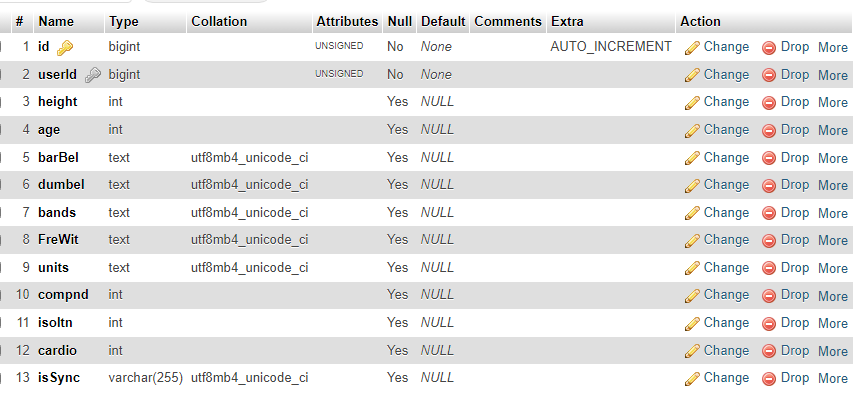 # Name Type Collation Attributes Null Default Comments Extra Action
1 id bigint UNSIGNED No None AUTO_INCREMENT Change Drop More
2 userId bigint UNSIGNED No None Change Drop More
3 height int Yes NULL Change Drop More
4 age int Yes NULL Change Drop More
5 barBel text utf8mb4_unicode_ci Yes NULL Change Drop More
6 dumbel text utf8mb4_unicode_ci Yes NULL Change Drop More
7 bands text utf8mb4_unicode_ci Yes NULL Change Drop More
8 FreWit text utf8mb4_unicode_ci Yes NULL Change Drop More
9 units text utf8mb4_unicode_ci Yes NULL Change Drop More
10 compnd int Yes NULL Change Drop More
11 isoltn int Yes NULL Change Drop More
12 cardio int Yes NULL Change Drop More
13 isSync varchar(255) utf8mb4_unicode_ci Yes NULL Change Drop More